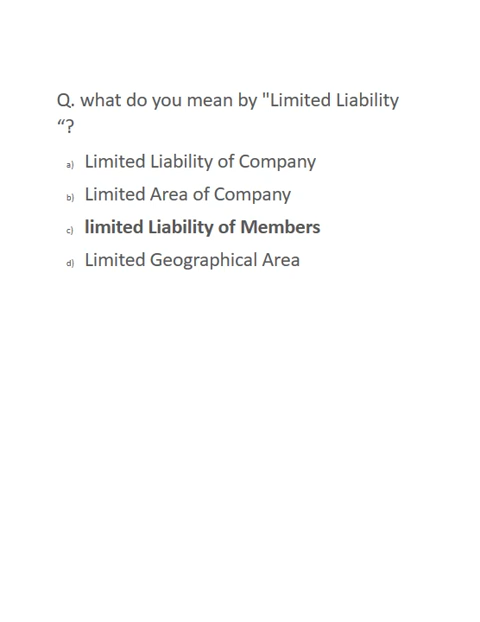 Q. what do you mean by "Limited Liability
“?
a) Limited Liability of Company
b) Limited Area of Company
c) limited Liability of Members
d) Limited Geographical Area